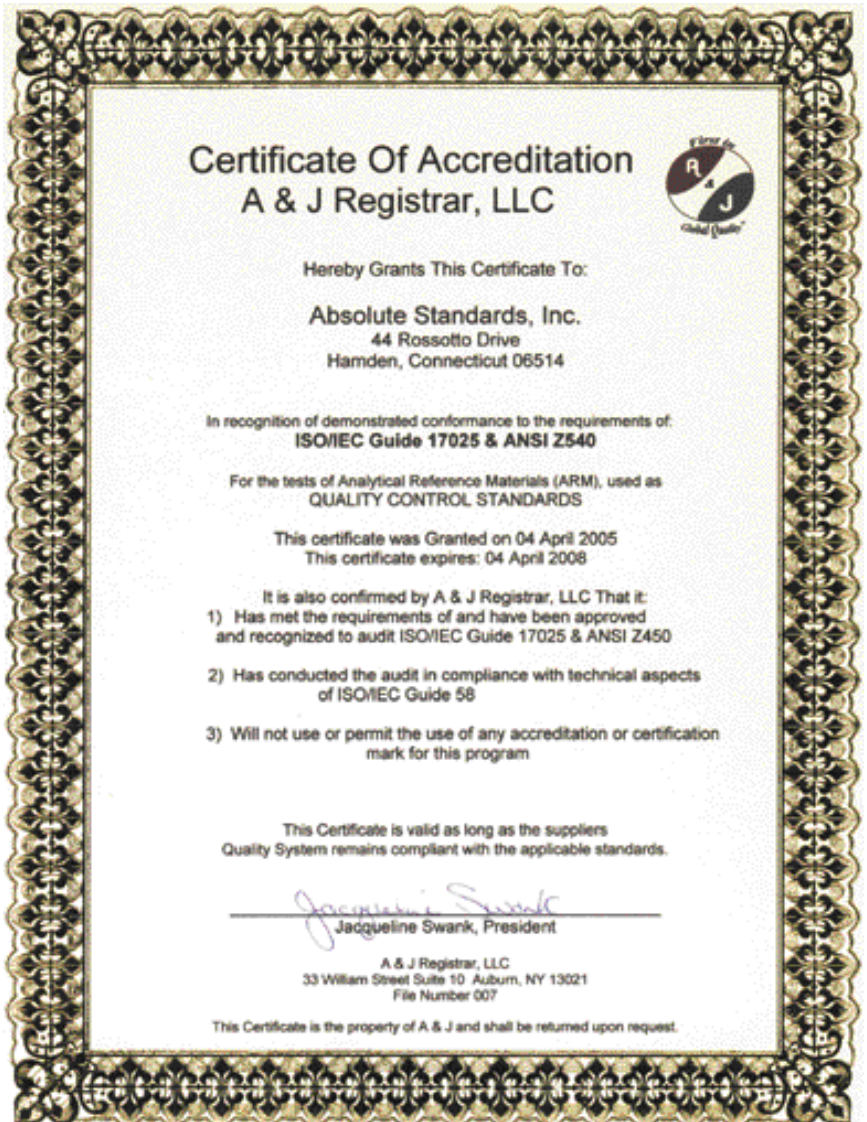 Certificate Of Accreditation
A & J Registrar, LLC
First in
A
&
J
Global Quality™
Hereby Grants This Certificate To:
Absolute Standards, Inc.
44 Rossotto Drive
Hamden, Connecticut 06514
In recognition of demonstrated conformance to the requirements of:
ISO/IEC Guide 17025 & ANSI Z540
For the tests of Analytical Reference Materials (ARM), used as
QUALITY CONTROL STANDARDS
This certificate was Granted on 04 April 2005
This certificate expires: 04 April 2008
It is also confirmed by A & J Registrar, LLC That it:
1) Has met the requirements of and have been approved
and recognized to audit ISO/IEC Guide 17025 & ANSI Z450
2) Has conducted the audit in compliance with technical aspects
of ISO/IEC Guide 58
3) Will not use or permit the use of any accreditation or certification
mark for this program
This Certificate is valid as long as the suppliers
Quality System remains compliant with the applicable standards.
Jacqueline Swank
Jacqueline Swank, President
A & J Registrar, LLC
33 William Street Suite 10 Auburn, NY 13021
File Number 007
This Certificate is the property of A & J and shall be returned upon request.